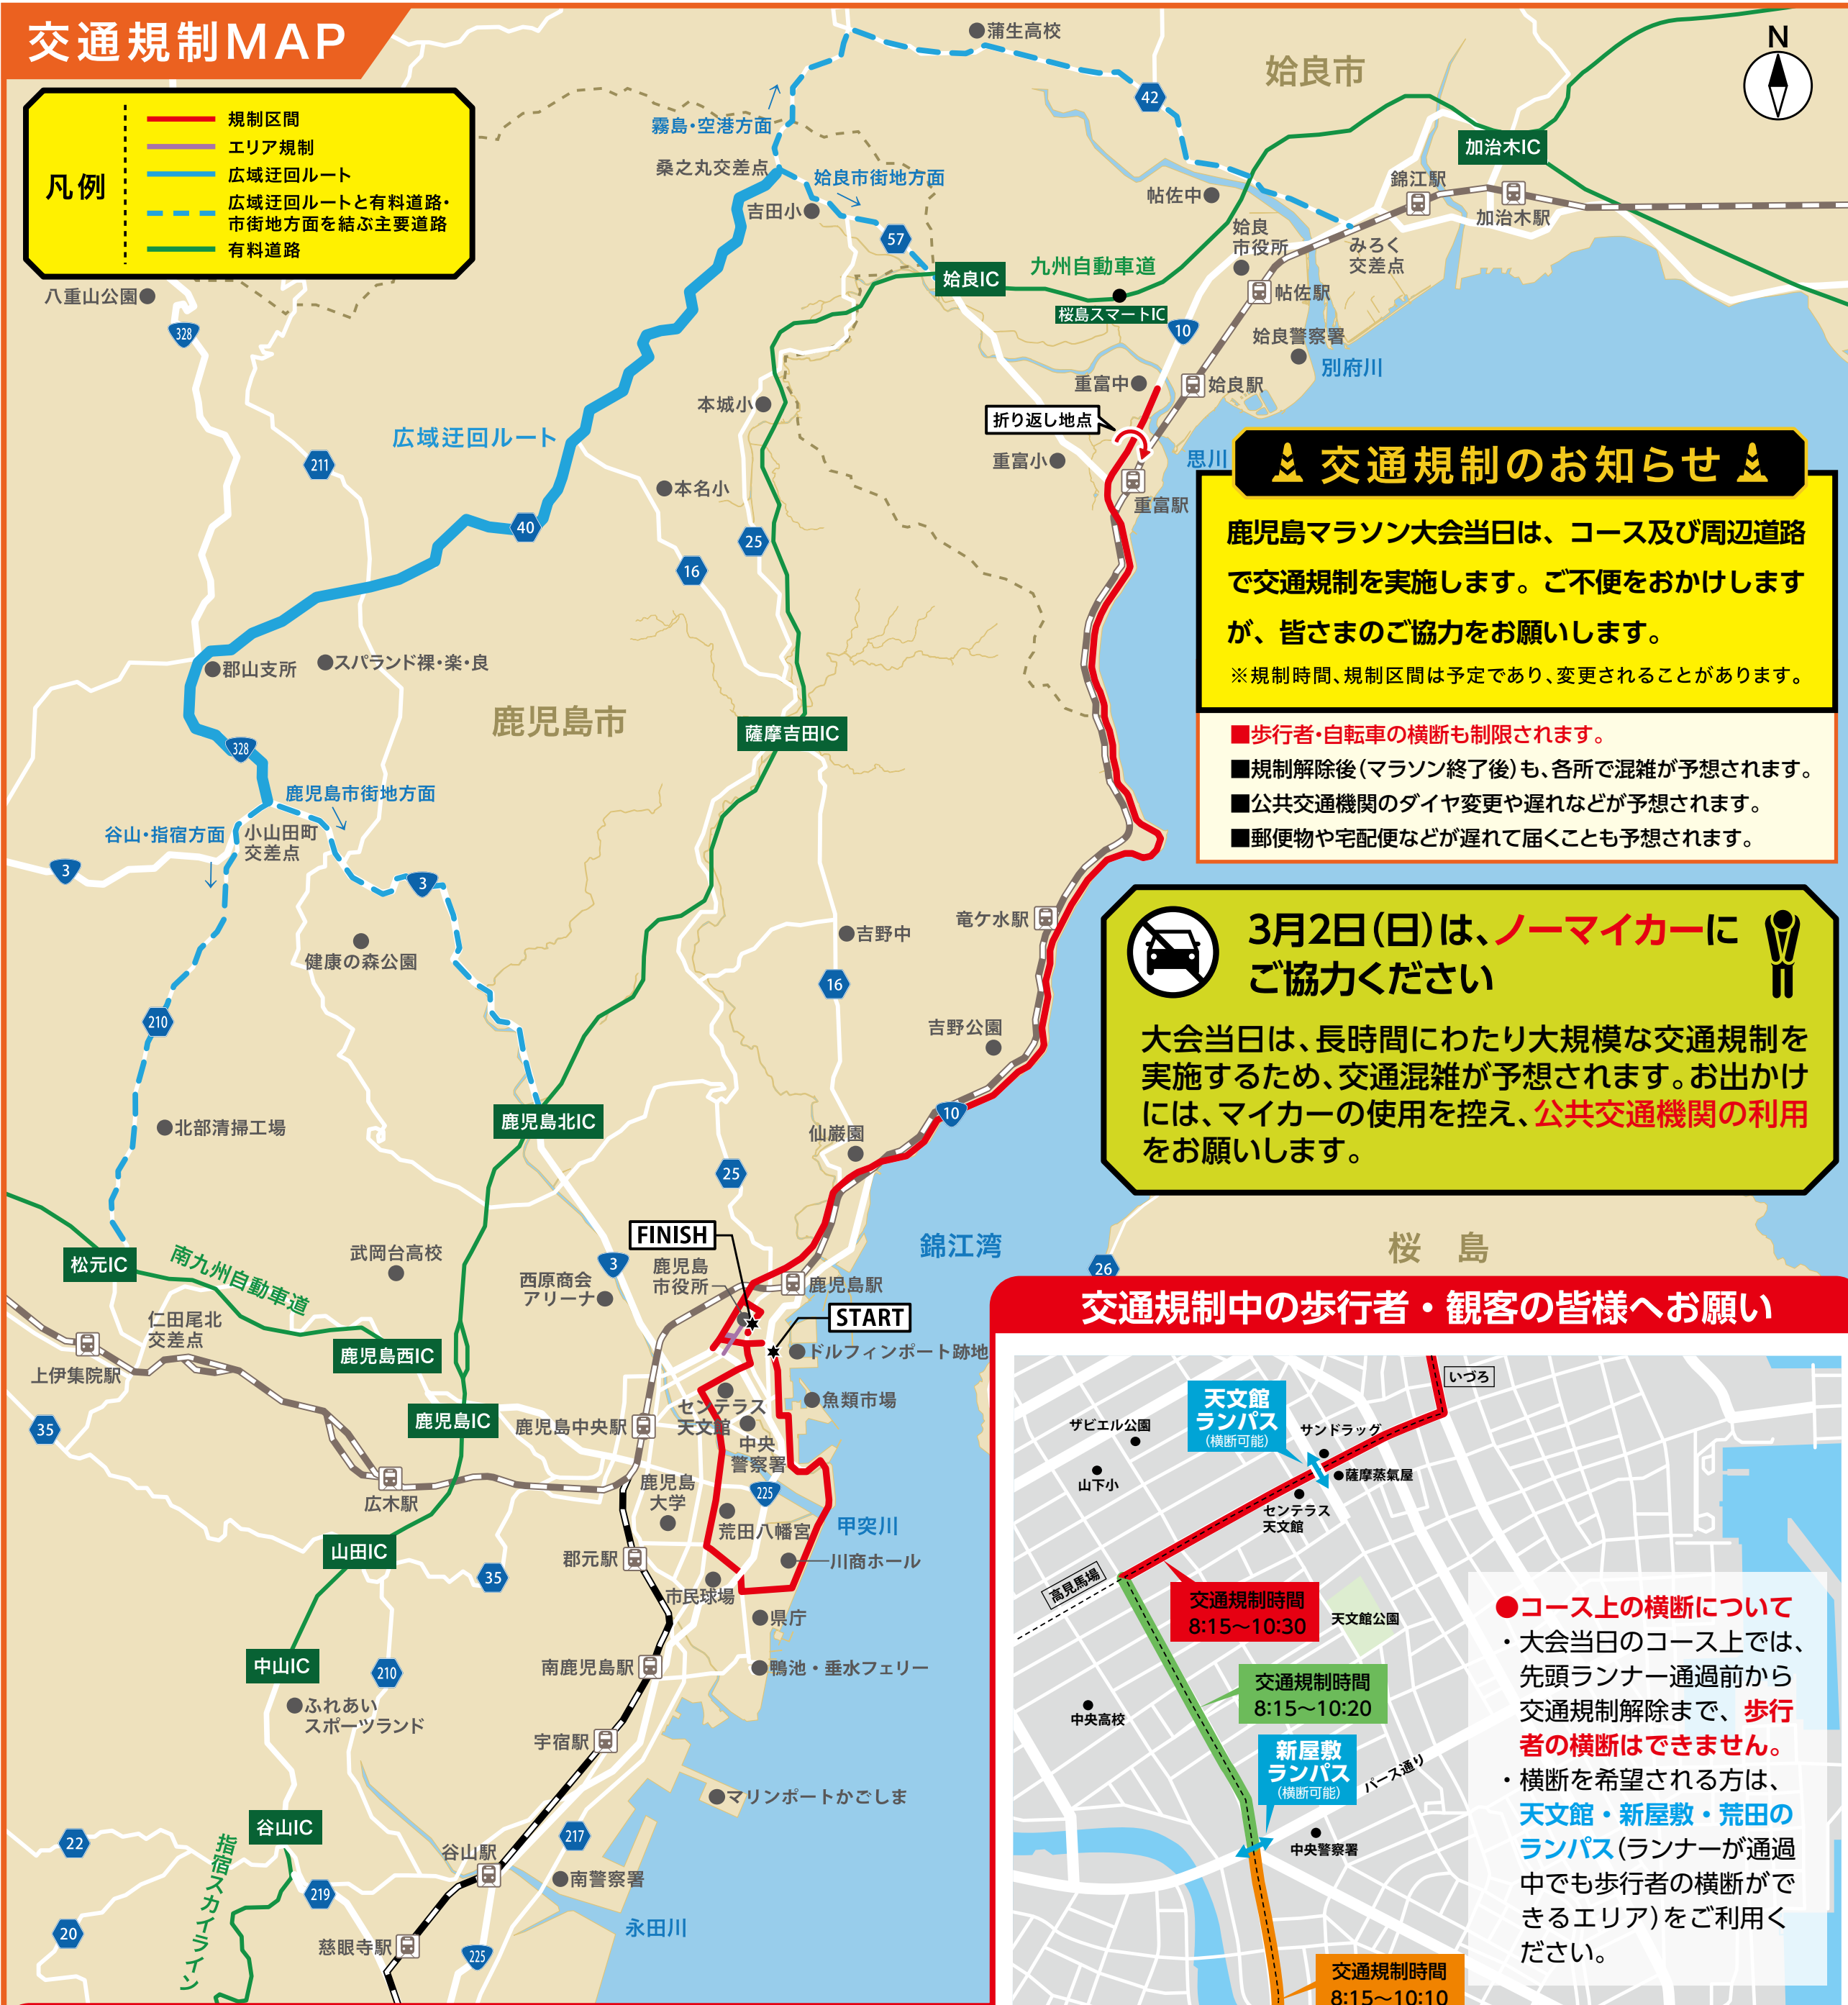 交通規制MAP
凡例
規制区間
エリア規制
広域迂回ルート
広域迂回ルートと有料道路・
市街地方面を結ぶ主要道路
有料道路
N
蒲生高校
姶良市
42
霧島・空港方面
桑之丸交差点
姶良市街地方面
吉田小
57
帖佐中
加治木IC
錦江駅
加治木駅
姶良
市役所
みろく
交差点
九州自動車道
姶良IC
桜島スマートIC
帖佐駅
10
姶良警察署
別府川
八重山公園
328
重富中
姶良駅
折り返し地点
本城小
広域迂回ルート
211
重富小
思川
本名小
重富駅
40
25
16
郡山支所
スパランド裸・楽・良
鹿児島市
薩摩吉田IC
328
鹿児島市街地方面
谷山・指宿方面
小山田町
交差点
3
3
竜ケ水駅
吉野中
健康の森公園
16
210
吉野公園
北部清掃工場
鹿児島北IC
10
仙巌園
25
錦江湾
桜 島
26
松元IC
南九州自動車道
武岡台高校
FINISH
3
鹿児島
市役所
西原商会
アリーナ
鹿児島駅
START
仁田尾北
交差点
上伊集院駅
鹿児島西IC
ドルフィンポート跡地
魚類市場
センテラス
天文館
鹿児島IC
鹿児島中央駅
中央
警察署
35
鹿児島
大学
225
広木駅
荒田八幡宮
甲突川
山田IC
郡元駅
川商ホール
35
市民球場
県庁
中山IC
210
南鹿児島駅
鴨池・垂水フェリー
ふれあい
スポーツランド
宇宿駅
マリンポートかごしま
谷山IC
22
217
谷山駅
南警察署
219
指宿スカイライン
20
永田川
慈眼寺駅
225
交通規制のお知らせ
鹿児島マラソン大会当日は、コース及び周辺道路
で交通規制を実施します。ご不便をおかけします
が、皆さまのご協力をお願いします。
※規制時間、規制区間は予定であり、変更されることがあります。
■歩行者・自転車の横断も制限されます。
■規制解除後(マラソン終了後)も、各所で混雑が予想されます。
■公共交通機関のダイヤ変更や遅れなどが予想されます。
■郵便物や宅配便などが遅れて届くことも予想されます。
3月2日(日)は、ノーマイカーに
ご協力ください
大会当日は、長時間にわたり大規模な交通規制を
実施するため、交通混雑が予想されます。お出かけ
には、マイカーの使用を控え、公共交通機関の利用
をお願いします。
交通規制中の歩行者・観客の皆様へお願い
いづろ
天文館
ランパス
(横断可能)
ザビエル公園
サンドラッグ
山下小
薩摩蒸氣屋
センテラス
天文館
高見馬場
交通規制時間
8:15〜10:30
天文館公園
交通規制時間
8:15〜10:20
中央高校
新屋敷
ランパス
(横断可能)
パース通り
中央警察署
交通規制時間
8:15〜10:10
●コース上の横断について
・大会当日のコース上では、
先頭ランナー通過前から
交通規制解除まで、歩行
者の横断はできません。
・横断を希望される方は、
天文館・新屋敷・荒田の
ランパス(ランナーが通過
中でも歩行者の横断がで
きるエリア)をご利用く
ださい。